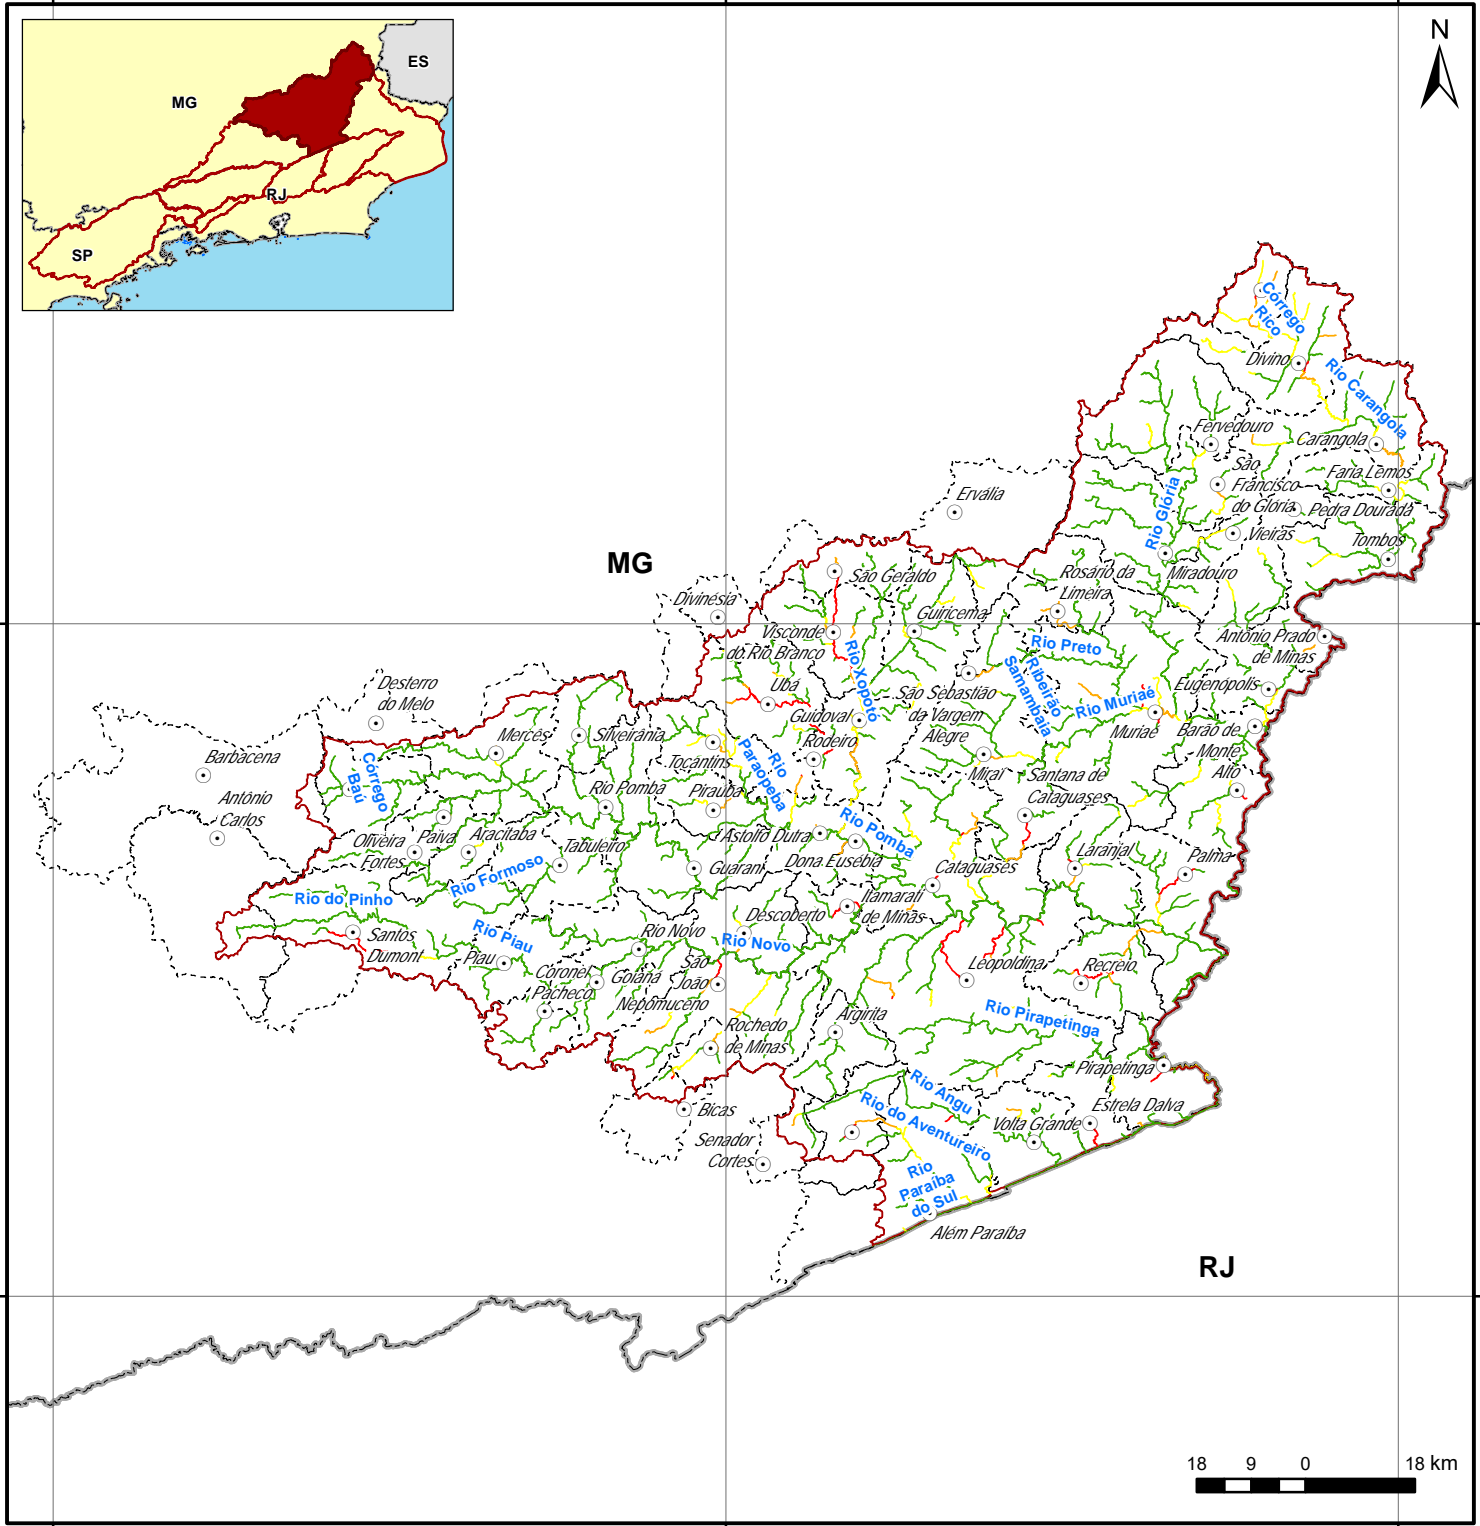 ES
MG
RJ
SP
N
Córrego
Rico
Divino
Rio Carangola
Fervedouro
Carangola
São
Francisco
do Glória
Faria Lemos
Rio Glória
Pedra Dourada
Ervália
Vieiras
Tombos
MG
São Geraldo
Rosário da
Limeira
Miradouro
Divinésia
Guiricema
Visconde
do Rio Branco
Rio Preto
Antônio Prado
de Minas
Rio Xopotó
Ribeirão
Samambaia
Desterro
do Melo
Ubá
São Sebastião
da Vargem
Alegre
Rio Muriaé
Eugenópolis
Guidoval
Muriaé
Barão de
Monte
Alto
Mercês
Silveirânia
Rodeiro
Tocantins
Rio
Paraopeba
Barbacena
Córrego
Baú
Miraí
Santana de
Cataguases
Antônio
Carlos
Rio Pomba
Piraúba
Rio Pomba
Oliveira
Fortes
Paiva
Aracitaba
Tabuleiro
Astolfo Dutra
Dona Eusébia
Laranjal
Palma
Rio Formoso
Guarani
Cataguases
Rio do Pinho
Itamarati
de Minas
Descoberto
Santos
Dumont
Rio Piau
Rio Novo
Rio Novo
Piau
Coronel
Pacheco
Goianá
São
João
Nepomuceno
Leopoldina
Recreio
Rochedo
de Minas
Argirita
Rio Pirapetinga
Pirapetinga
Rio Angu
Bicas
Rio do Aventureiro
Estrela Dalva
Volta Grande
Senador
Cortes
Rio
Paraíba
do Sul
Além Paraíba
RJ
18 9 0 18 km